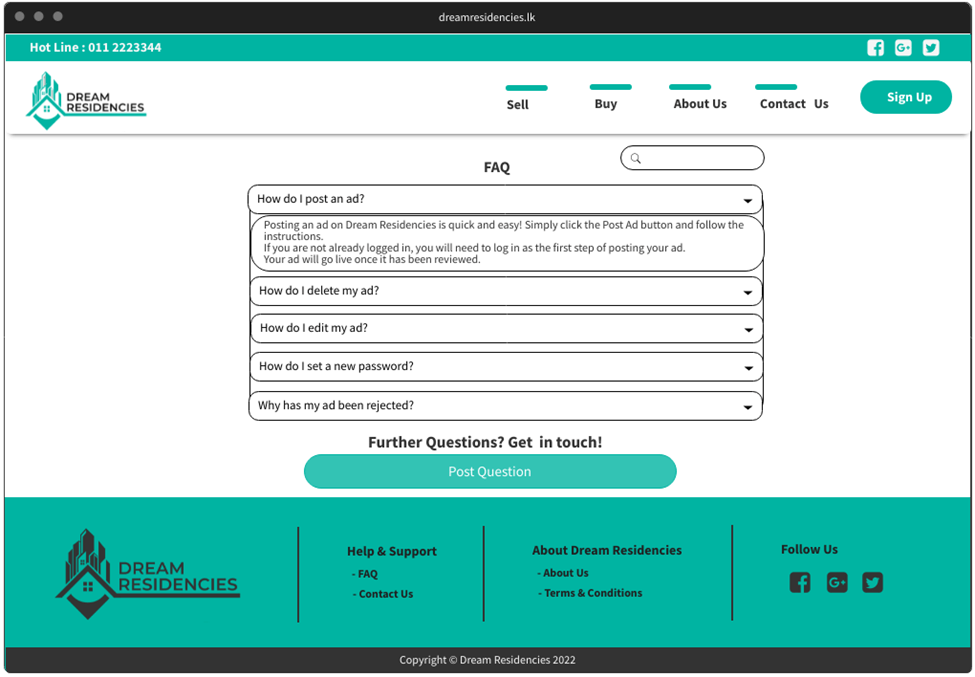 dreamresidencies.lk
Hot Line : 011 2223344
DREAM
RESIDENCIES
Sell
Buy
About Us
Contact Us
Sign Up
FAQ
How do I post an ad?
Posting an ad on Dream Residencies is quick and easy! Simply click the Post Ad button and follow the
instructions.
If you are not already logged in, you will need to log in as the first step of posting your ad.
Your ad will go live once it has been reviewed.
How do I delete my ad?
How do I edit my ad?
How do I set a new password?
Why has my ad been rejected?
Further Questions? Get in touch!
Post Question
DREAM
RESIDENCIES
Help & Support
- FAQ
- Contact Us
About Dream Residencies
- About Us
- Terms & Conditions
Follow Us
Copyright © Dream Residencies 2022